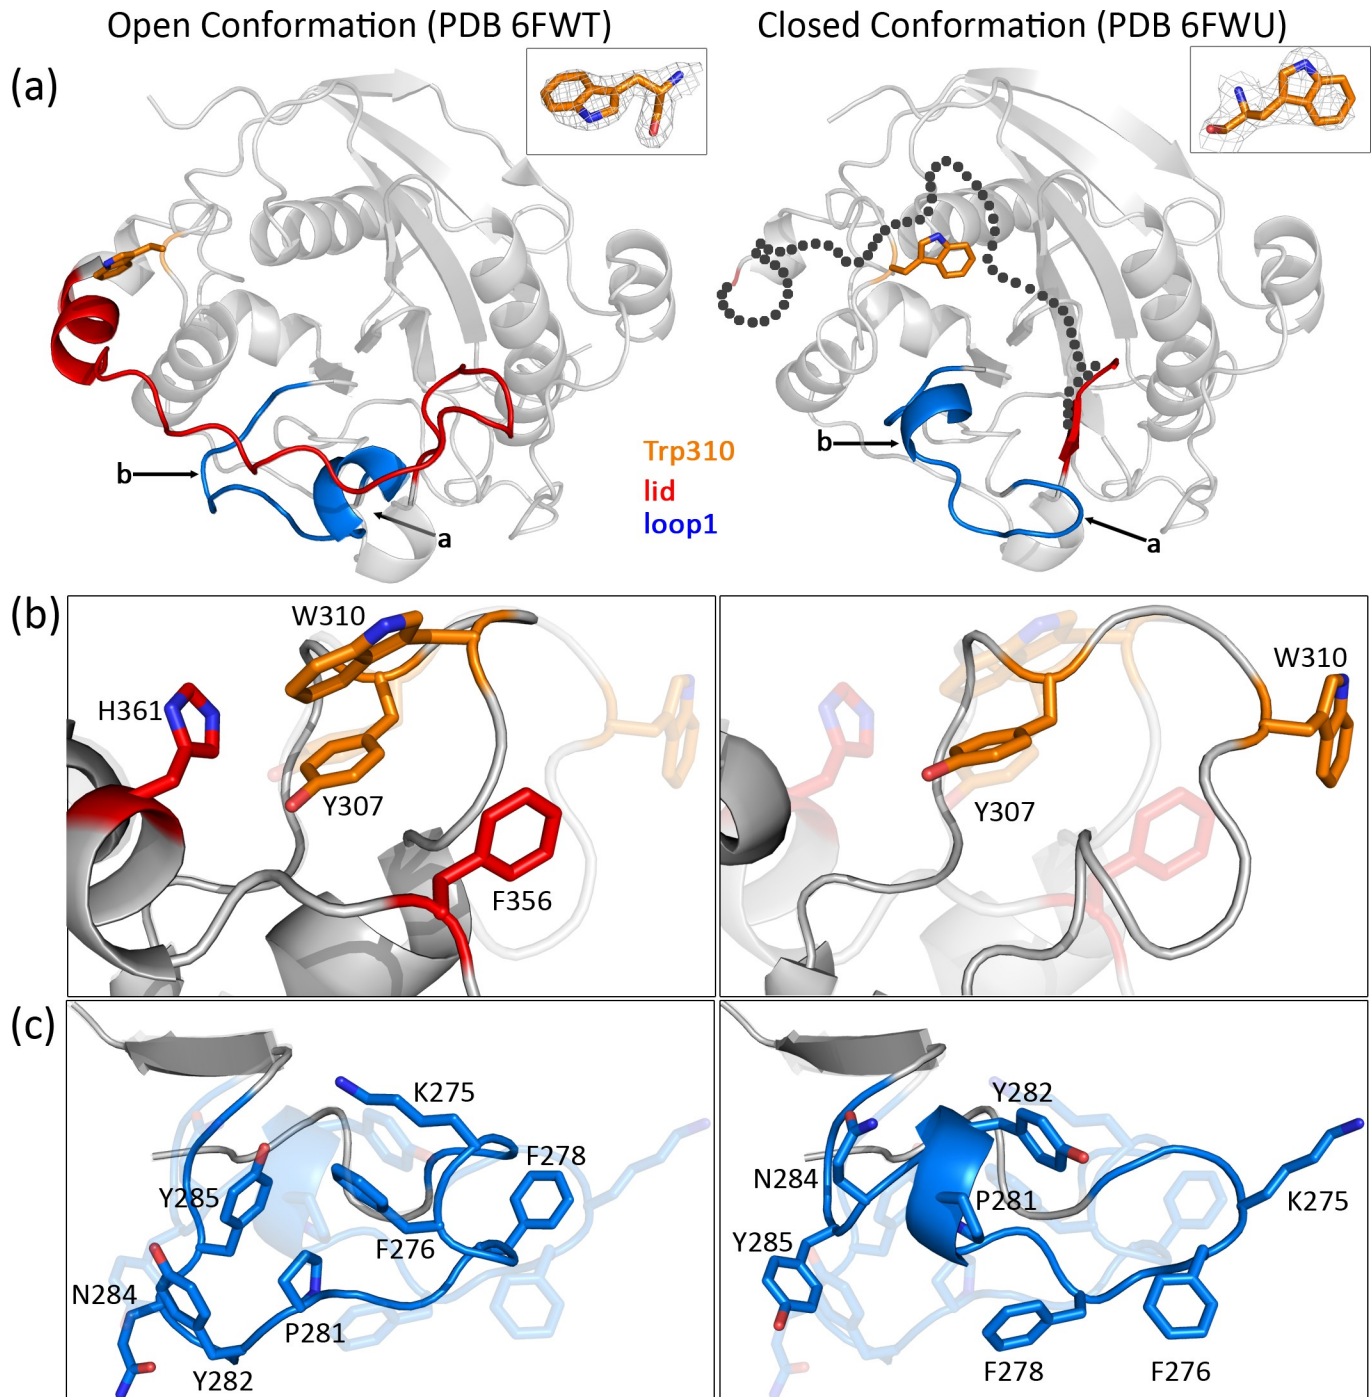 Open Conformation (PDB 6FWT)
Closed Conformation (PDB 6FWU)
(a)
b
a
Trp310
lid
loop1
b
a
(b)
W310
H361
Y307
F356
W310
Y307
(c)
K275
F278
Y285
F276
N284
P281
Y282
Y282
N284
P281
K275
Y285
F278
F276